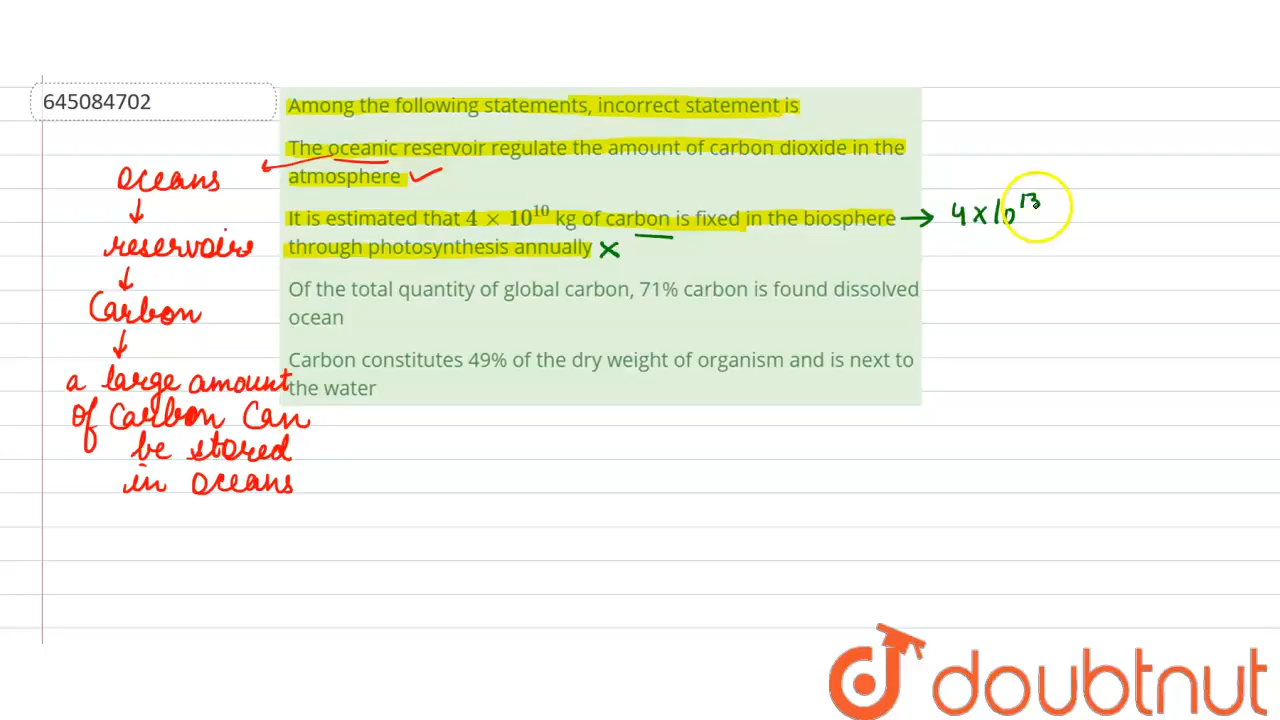 645084702
Among the following statements, incorrect statement is
The oceanic reservoir regulate the amount of carbon dioxide in the
atmosphere
It is estimated that 4 × 10^10 kg of carbon is fixed in the biosphere
through photosynthesis annually
4 x 10^13
Of the total quantity of global carbon, 71% carbon is found dissolved
ocean
Carbon constitutes 49% of the dry weight of organism and is next to
the water
Oceans
reservoirs
Carbon
a large amount
of Carbon Can
be stored
in Oceans
doubtnut